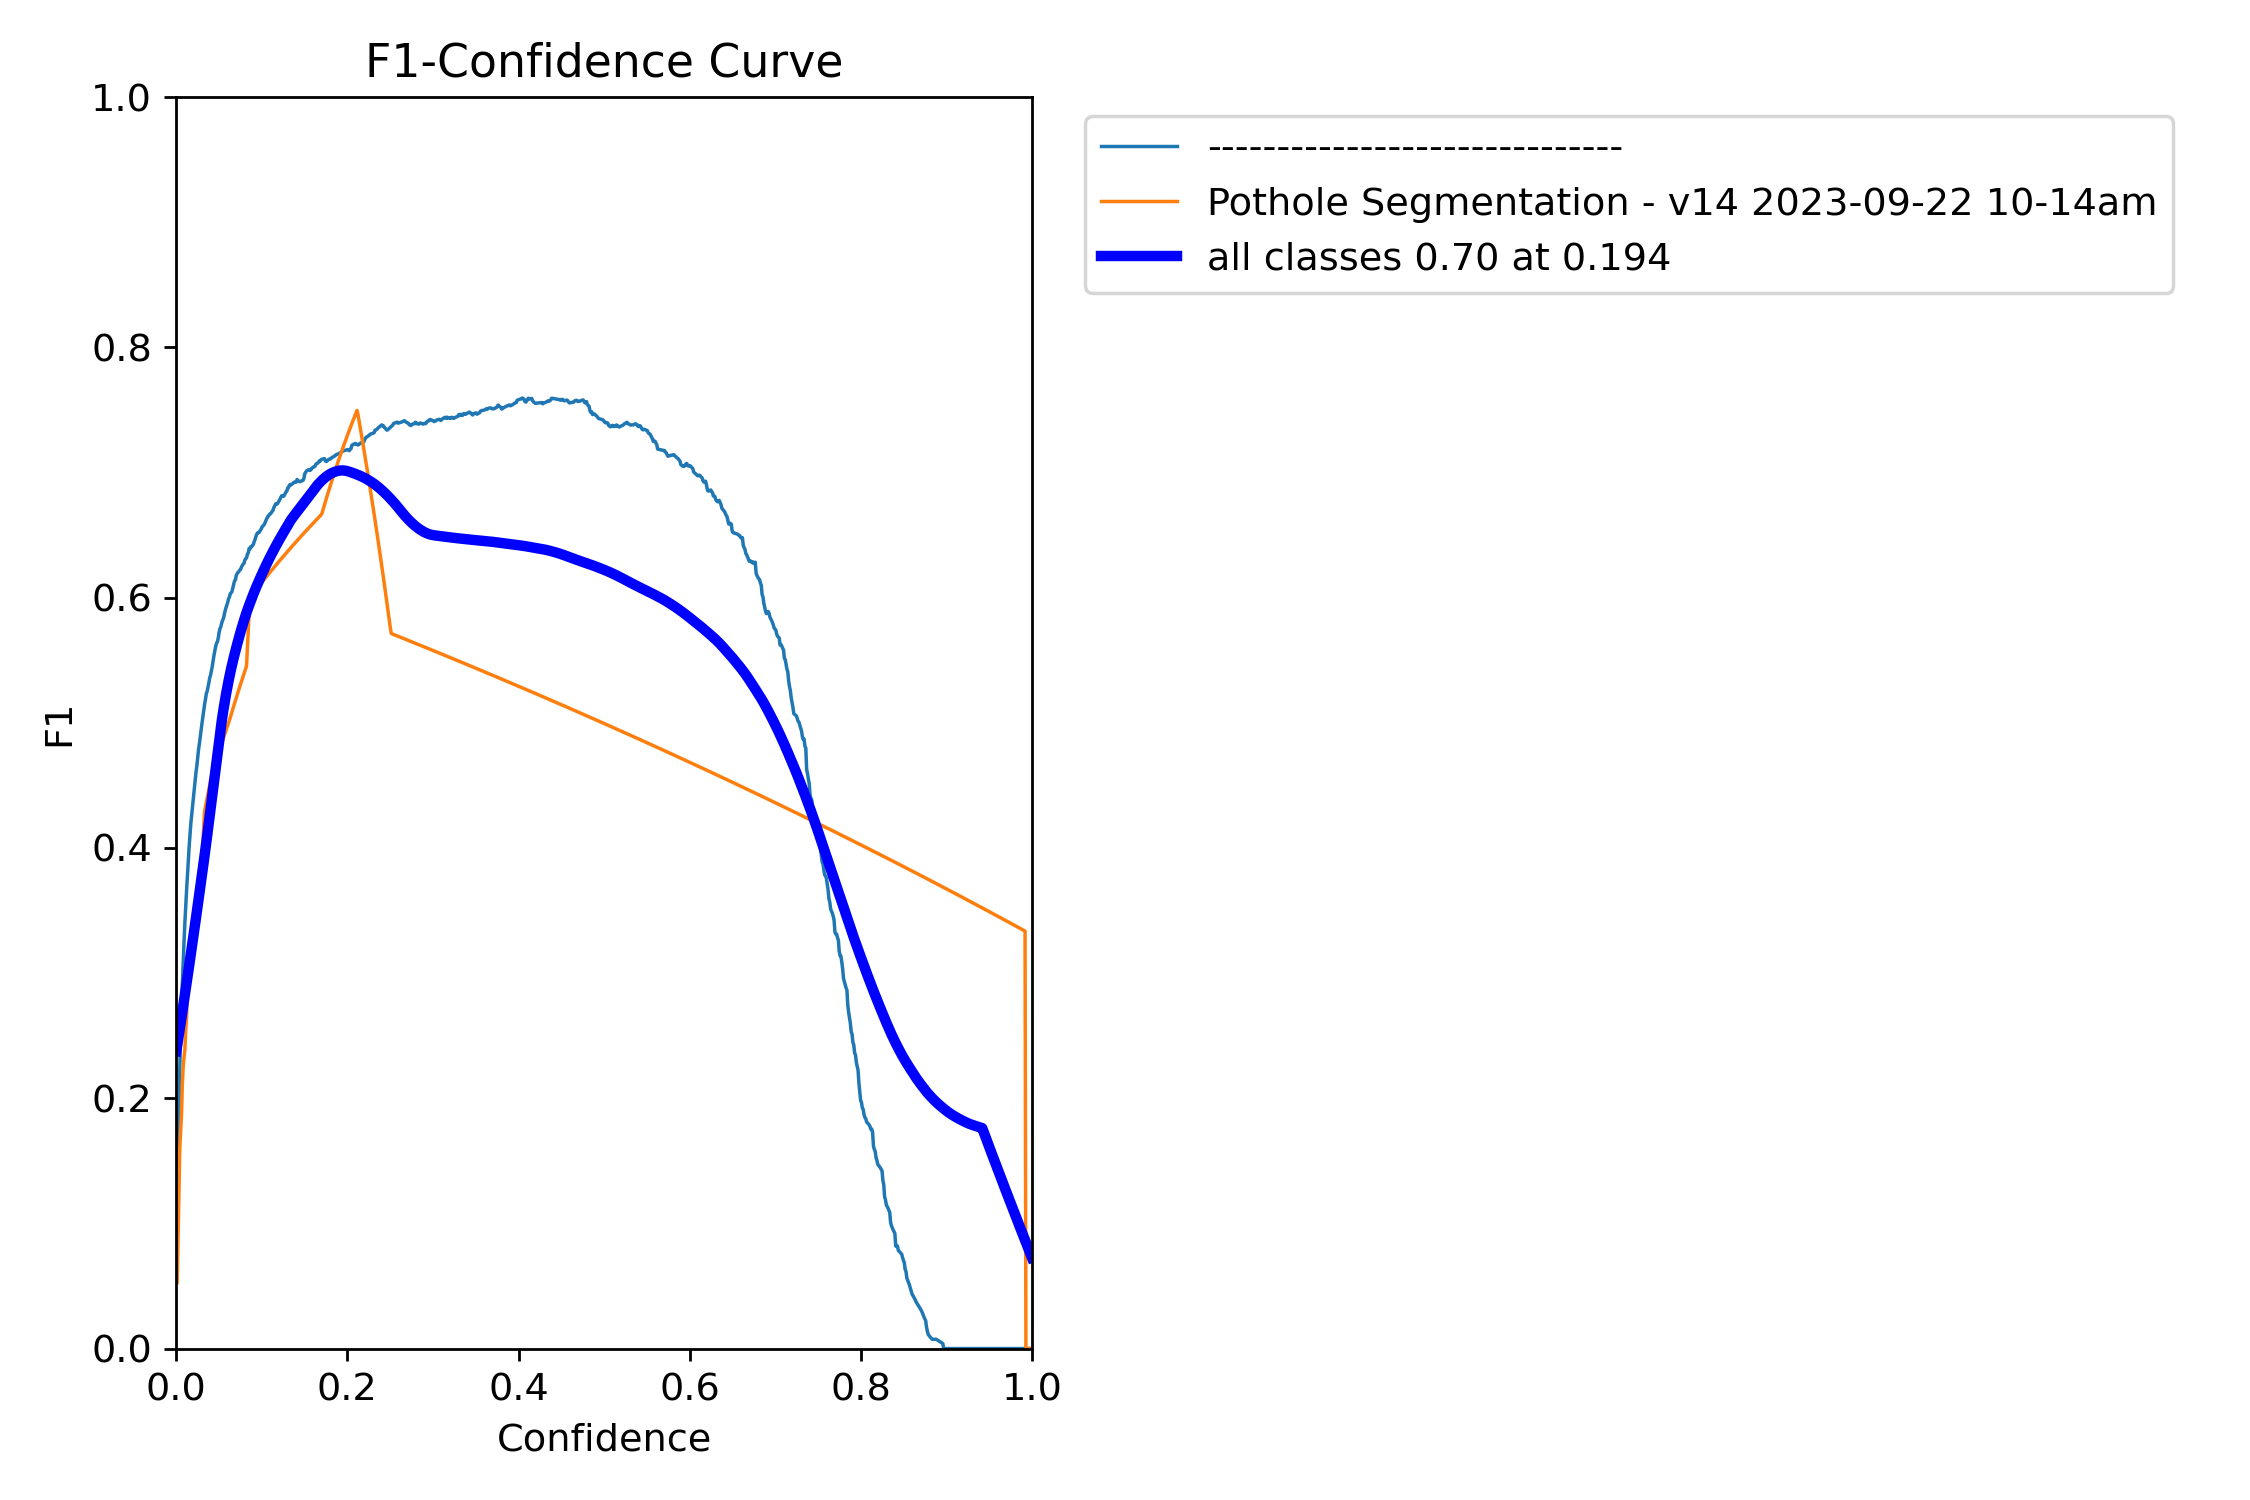 F1-Confidence Curve
1.0
0.8
0.6
0.4
0.2
0.0
F1
0.0 0.2 0.4 0.6 0.8 1.0
Confidence
------------------------------
Pothole Segmentation - v14 2023-09-22 10-14am
all classes 0.70 at 0.194